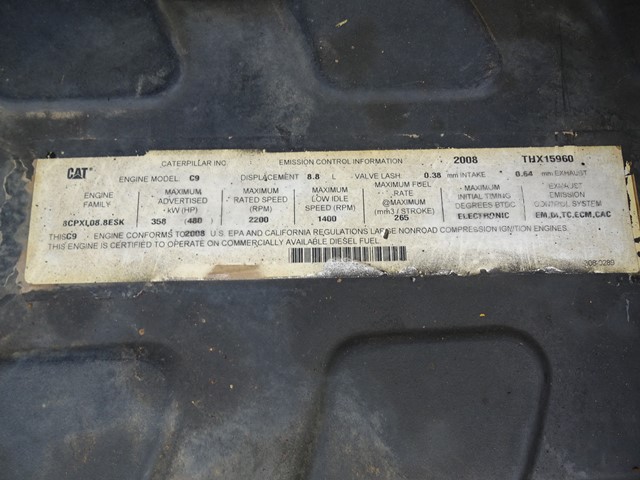 CAT CATERPILLAR INC. EMISSION CONTROL INFORMATION 2008 THX15960
ENGINE MODEL C9 DISPLACEMENT 8.8 L VALVE LASH: 0.38 mm INTAKE 0.64 mm EXHAUST
ENGINE FAMILY MAXIMUM ADVERTISED kW (HP) MAXIMUM RATED SPEED (RPM) MAXIMUM LOW IDLE SPEED (RPM) MAXIMUM FUEL RATE @MAXIMUM (mm3 / STROKE) MAXIMUM INITIAL TIMING DEGREES BTDC EXHAUST EMISSION CONTROL SYSTEM
8CPXL08.8ESK 358 (480) 2200 1400 265 ELECTRONIC EM,DI,TC,ECM,CAC
THIS C9 ENGINE CONFORMS TO 2008 U.S. EPA AND CALIFORNIA REGULATIONS LARGE NONROAD COMPRESSION IGNITION ENGINES.
THIS ENGINE IS CERTIFIED TO OPERATE ON COMMERCIALLY AVAILABLE DIESEL FUEL